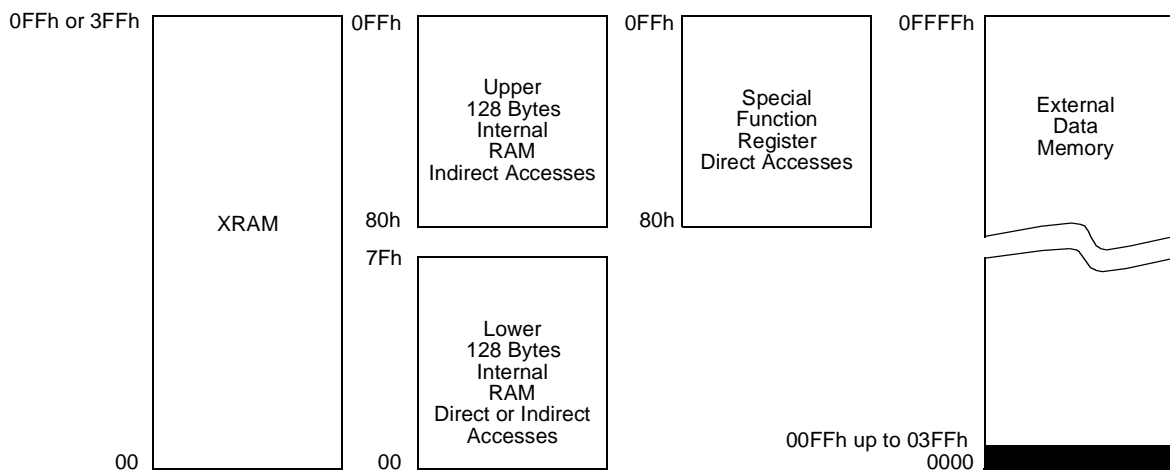 0FFh or 3FFh
XRAM
00
0FFh
Upper
128 Bytes
Internal
RAM
Indirect Accesses
80h
7Fh
Lower
128 Bytes
Internal
RAM
Direct or Indirect
Accesses
00
0FFh
Special
Function
Register
Direct Accesses
80h
0FFFFh
External
Data
Memory
00FFh up to 03FFh
0000